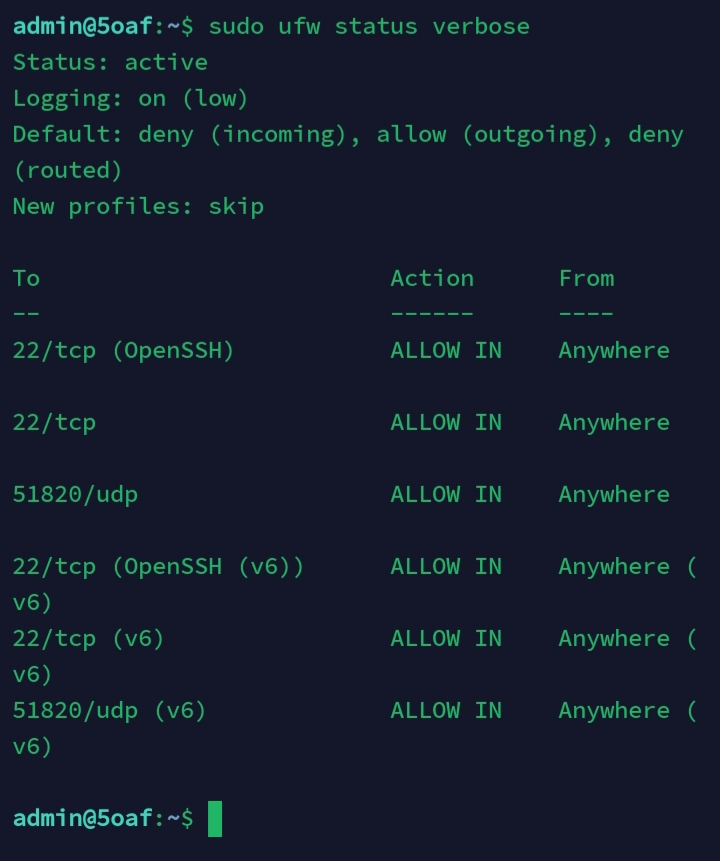 admin@5oaf:~$ sudo ufw status verbose
Status: active
Logging: on (low)
Default: deny (incoming), allow (outgoing), deny
(routed)
New profiles: skip
To                         Action      From
--                         ------      ----
22/tcp (OpenSSH)           ALLOW IN    Anywhere
22/tcp                     ALLOW IN    Anywhere
51820/udp                  ALLOW IN    Anywhere
22/tcp (OpenSSH (v6))      ALLOW IN    Anywhere (
v6)
22/tcp (v6)                ALLOW IN    Anywhere (
v6)
51820/udp (v6)             ALLOW IN    Anywhere (
v6)
admin@5oaf:~$